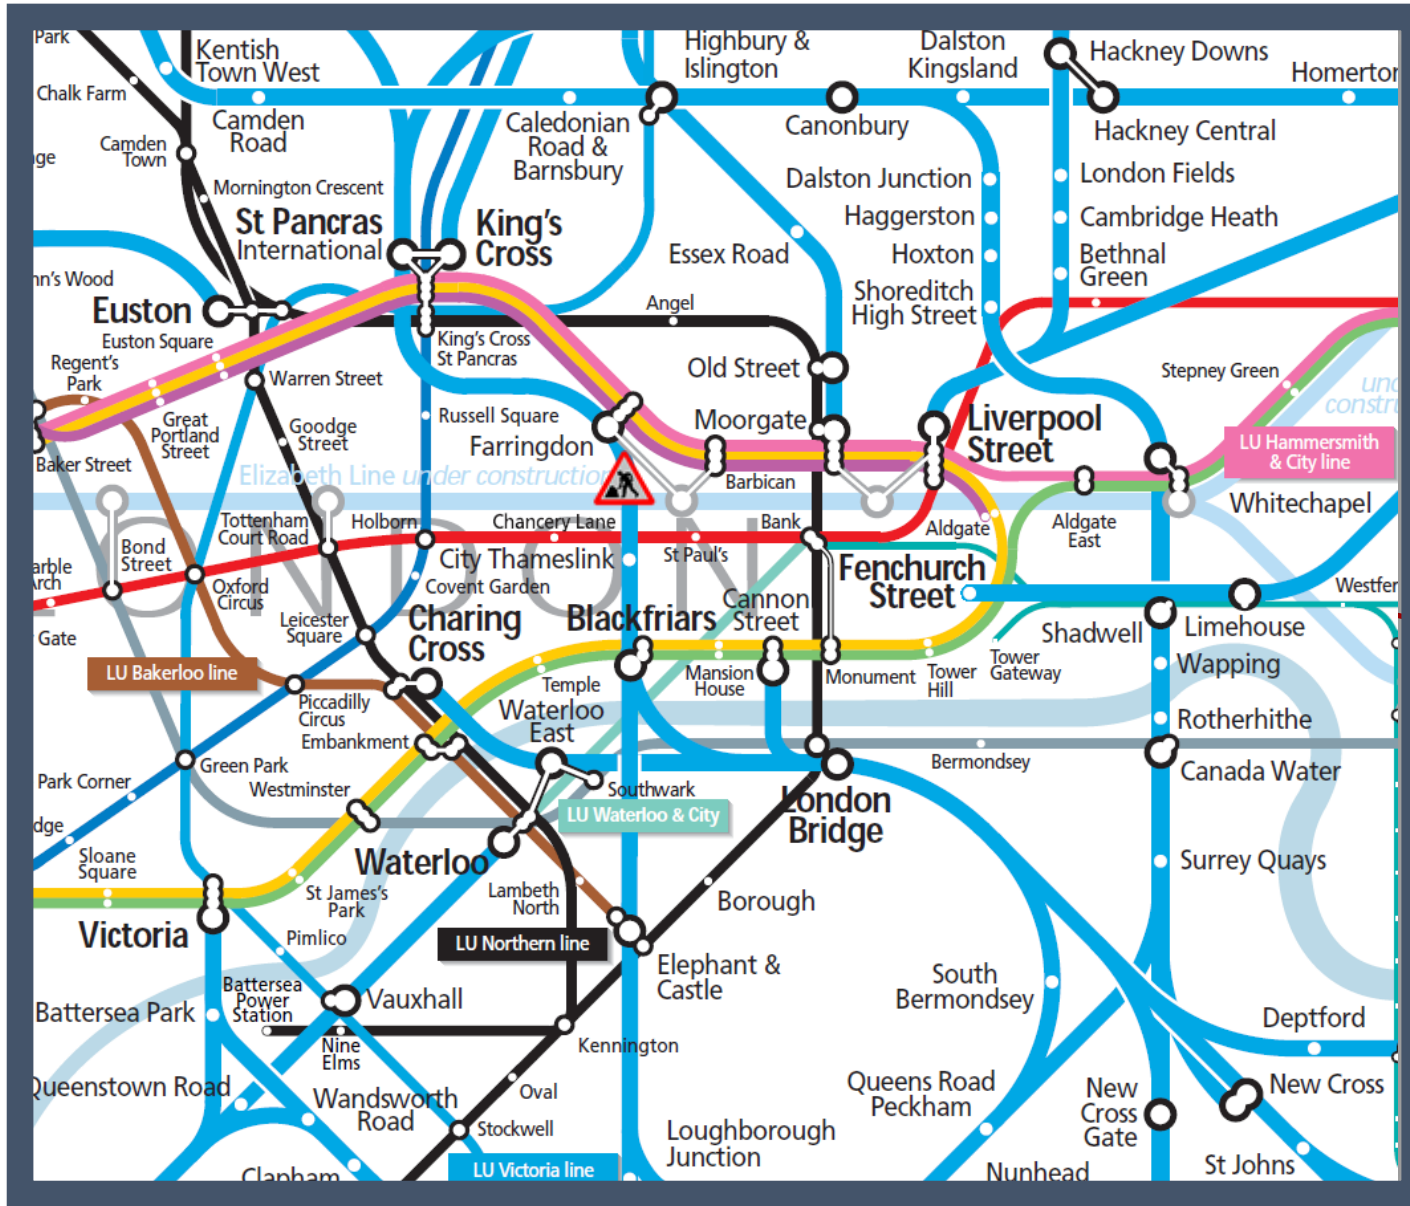 Park
Kentish
Town West
Highbury &
Islington
Dalston
Kingsland
Hackney Downs
Homerton
Chalk Farm
Camden
Road
Caledonian
Road &
Barnsbury
Canonbury
Hackney Central
Camden
Town
Mornington Crescent
Dalston Junction
London Fields
St Pancras
International
King's
Cross
Haggerston
Cambridge Heath
Essex Road
Hoxton
Bethnal
Green
nn's Wood
Shoreditch
High Street
Euston
Angel
Euston Square
King's Cross
St Pancras
Regent's
Park
Warren Street
Old Street
Stepney Green
Great
Portland
Street
Goodge
Street
Russell Square
Farringdon
Moorgate
Liverpool
Street
LU Hammersmith
& City line
Baker Street
Elizabeth Line under construction
Barbican
Whitechapel
LONDON
Tottenham
Court Road
Holborn
Chancery Lane
Bank
Aldgate
Aldgate
East
Bond
Street
City Thameslink
St Paul's
arble
Arch
Oxford
Circus
Covent Garden
Fenchurch
Street
Westfer
Leicester
Square
Charing
Cross
Blackfriars
Cannon
Street
Shadwell
Limehouse
Gate
LU Bakerloo line
Temple
Mansion
House
Monument
Tower
Hill
Tower
Gateway
Wapping
Piccadilly
Circus
Waterloo
East
Rotherhithe
Embankment
Green Park
Bermondsey
Canada Water
Park Corner
Westminster
Southwark
London
Bridge
LU Waterloo & City
dge
Sloane
Square
Waterloo
Surrey Quays
St James's
Park
Lambeth
North
Borough
Victoria
Pimlico
LU Northern line
Elephant &
Castle
Battersea
Power
Station
Vauxhall
South
Bermondsey
Battersea Park
Deptford
Nine
Elms
Kennington
Queenstown Road
Wandsworth
Road
Oval
Queens Road
Peckham
New
Cross
Gate
New Cross
Stockwell
Loughborough
Junction
LU Victoria line
Clapham
Nunhead
St Johns